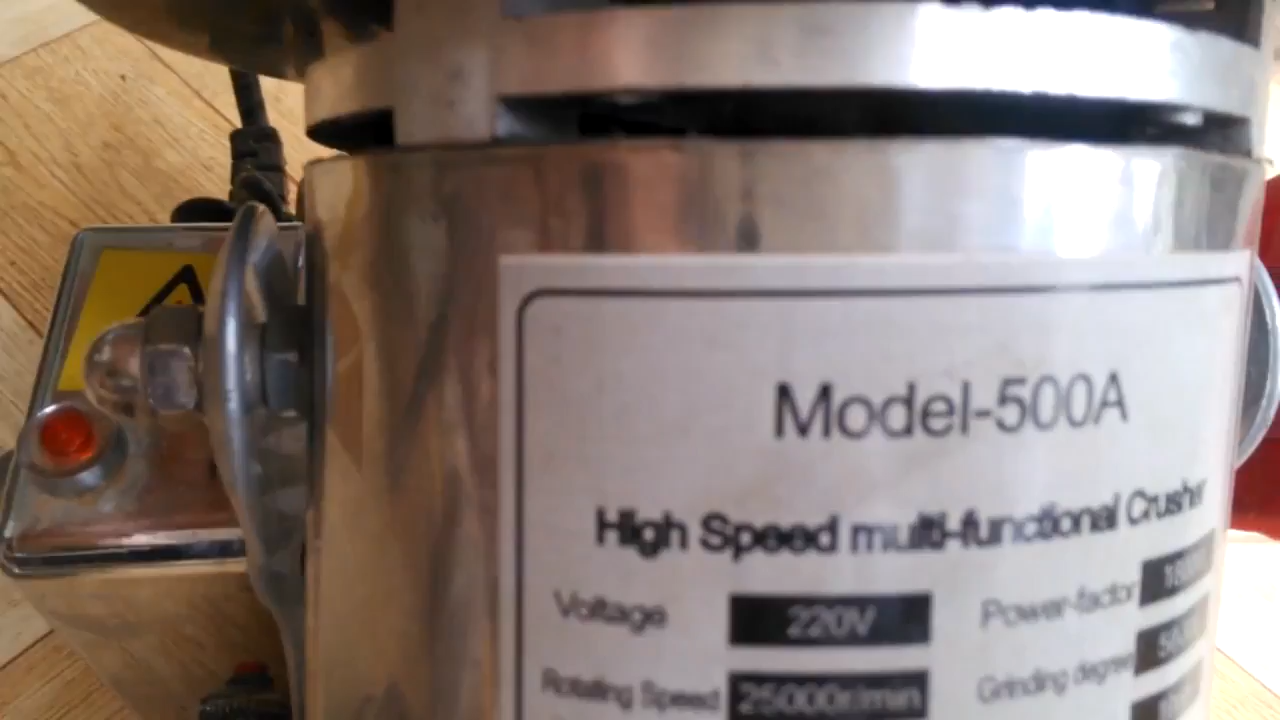 Model-500A
High Speed multi-functional Crusher
Voltage 220V Power-factor
Rotating Speed 25000r/min Grinding degree